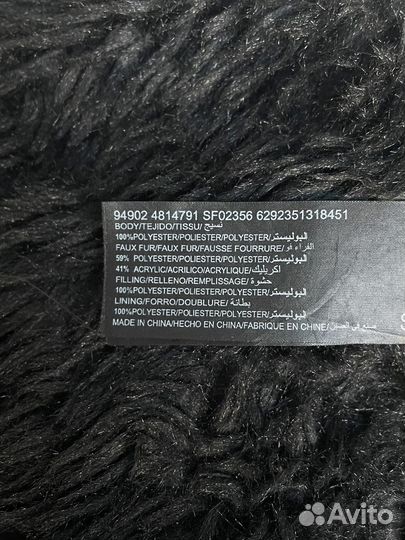 94902 4814791 SF02356 6292351318451
BODY/TEJIDO/TISSU/ نسيج
100%POLYESTER/POLIESTER/POLYESTER/البوليستر
FAUX FUR/FAUX FUR/FAUSSE FOURRURE/الفراء فو
59% POLYESTER/POLIESTER/POLYESTER/البوليستر
41% ACRYLIC/ACRILICO/ACRYLIQUE/اكريليك
FILLING/RELLENO/REMPLISSAGE/ حشوة
100%POLYESTER/POLIESTER/POLYESTER/البوليستر
LINING/FORRO/DOUBLURE/ بطانة
100%POLYESTER/POLIESTER/POLYESTER/البوليستر
MADE IN CHINA/HECHO EN CHINA/FABRIQUE EN CHINE/ صنع في الصين
Avito